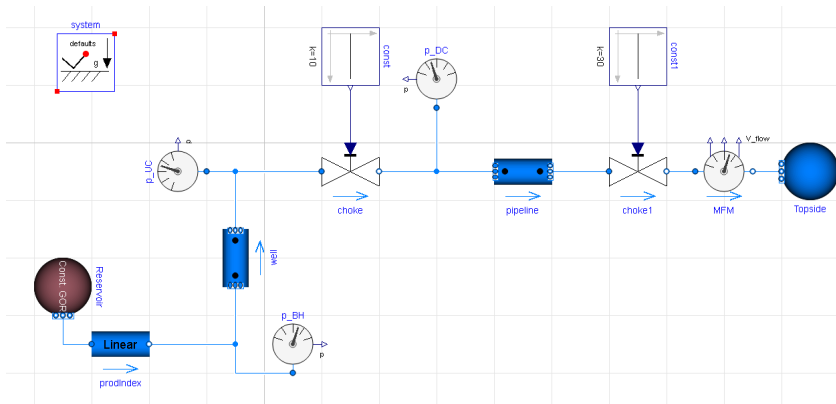 system
defaults
g
k=10
const
p_DC
p
k=30
const1
p_UC
p
choke
pipeline
choke1
V_flow
MFM
Topside
well
Const. GOR
Reservoir
Linear
prodIndex
p_BH
p